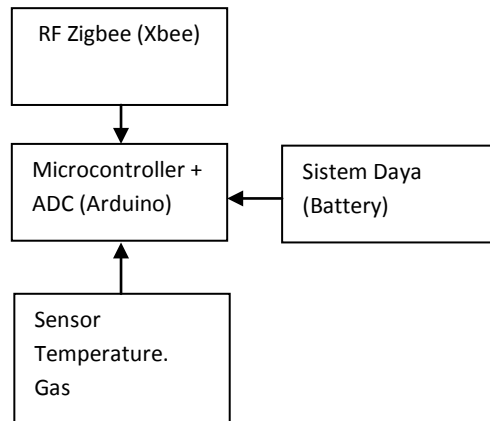 RF Zigbee (Xbee)
Microcontroller +
ADC (Arduino)
Sistem Daya
(Battery)
Sensor
Temperature.
Gas